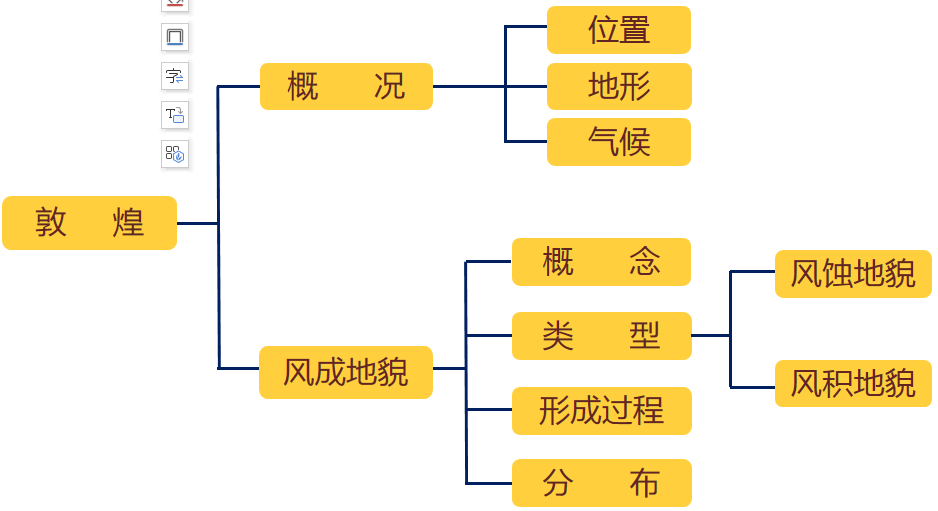 敦 煌
概 况
位置
地形
气候
风成地貌
概 念
类 型
风蚀地貌
风积地貌
形成过程
分 布